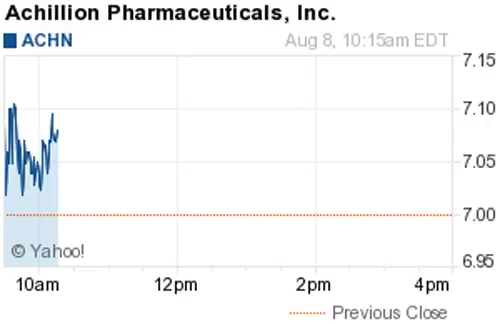 Achillion Pharmaceuticals, Inc.
ACHN Aug 8, 10:15am EDT
7.15
7.10
7.05
7.00
6.95
© Yahoo!
10am 12pm 2pm 4pm
Previous Close